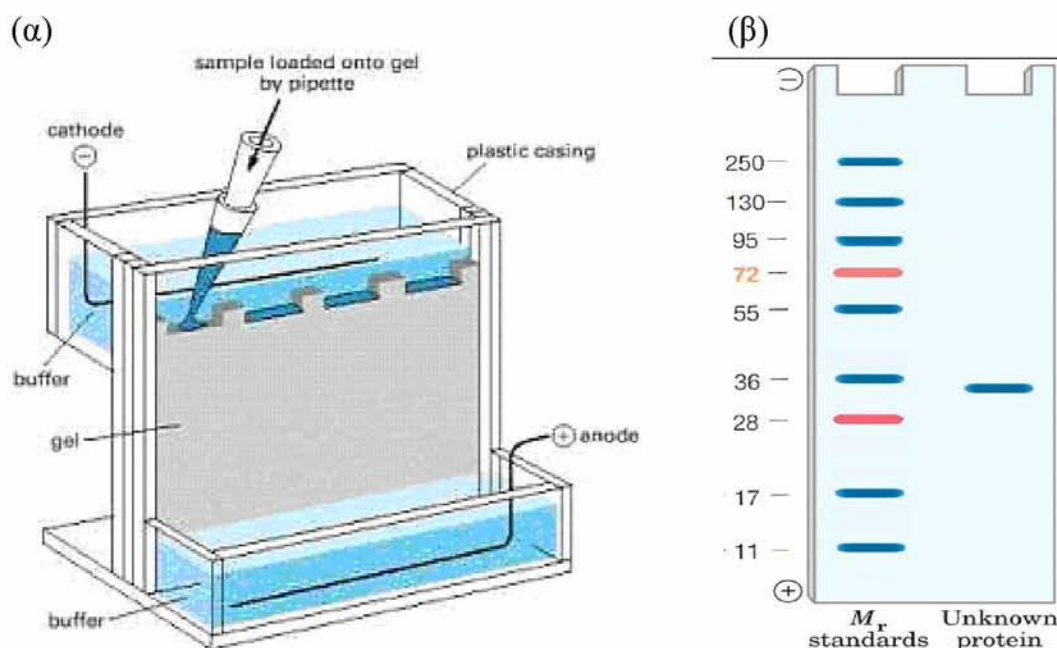 (α)
sample loaded onto gel
by pipette
cathode
−
plastic casing
buffer
gel
+ anode
buffer
(β)
−
250
130
95
72
55
36
28
17
11
+
Mr Unknown
standards protein